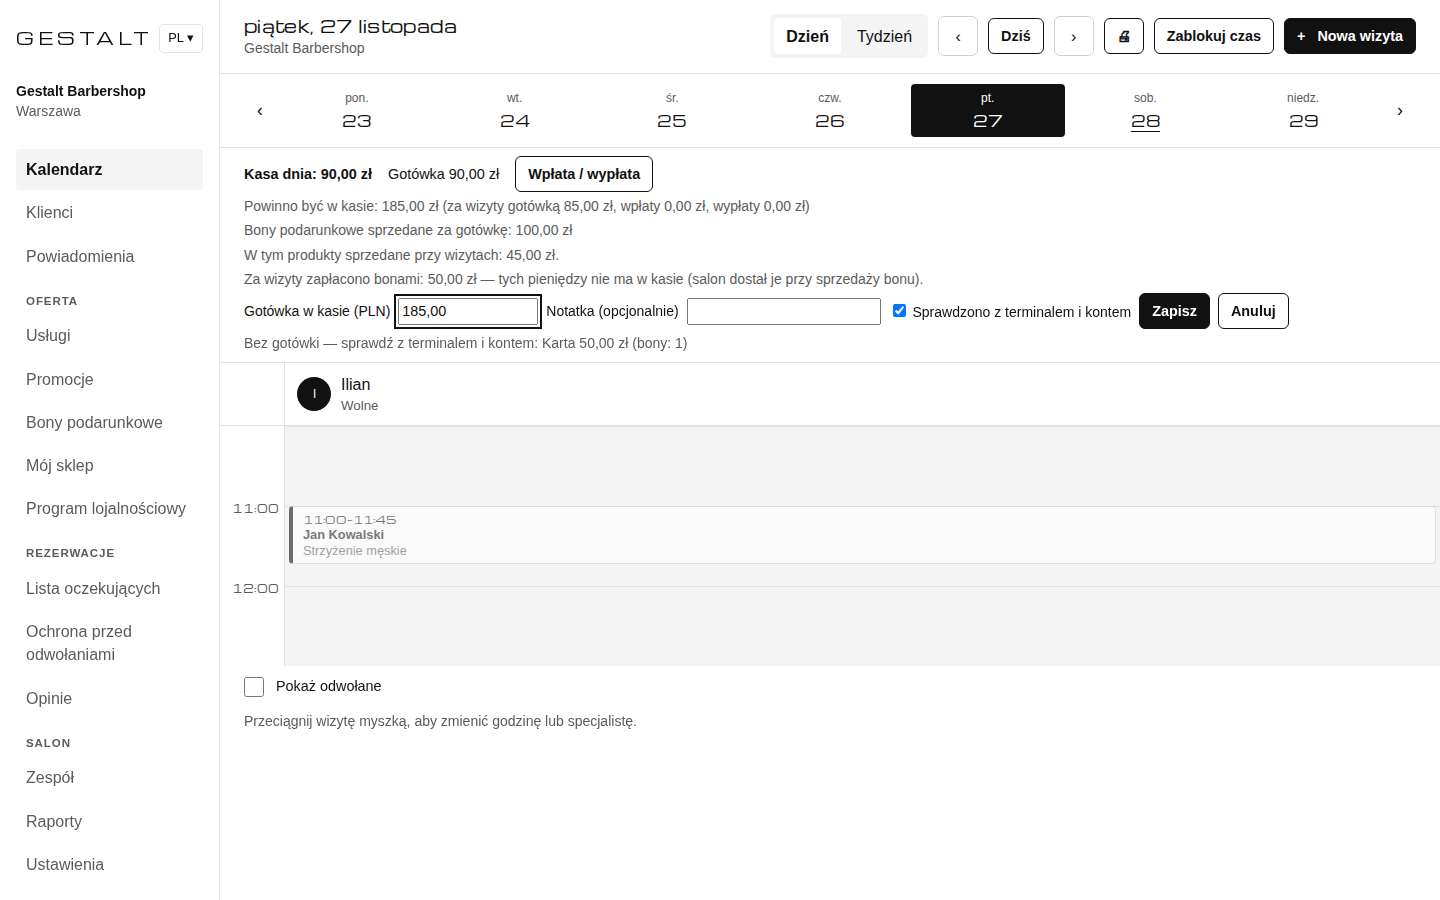 GESTALT
PL ▾
Gestalt Barbershop
Warszawa
Kalendarz
Klienci
Powiadomienia
OFERTA
Usługi
Promocje
Bony podarunkowe
Mój sklep
Program lojalnościowy
REZERWACJE
Lista oczekujących
Ochrona przed
odwołaniami
Opinie
SALON
Zespół
Raporty
Ustawienia
piątek, 27 listopada
Gestalt Barbershop
Dzień Tydzień ‹ Dziś › Zablokuj czas + Nowa wizyta
‹ pon. wt. śr. czw. pt. sob. niedz. ›
23 24 25 26 27 28 29
Kasa dnia: 90,00 zł Gotówka 90,00 zł Wpłata / wypłata
Powinno być w kasie: 185,00 zł (za wizyty gotówką 85,00 zł, wpłaty 0,00 zł, wypłaty 0,00 zł)
Bony podarunkowe sprzedane za gotówkę: 100,00 zł
W tym produkty sprzedane przy wizytach: 45,00 zł.
Za wizyty zapłacono bonami: 50,00 zł — tych pieniędzy nie ma w kasie (salon dostał je przy sprzedaży bonu).
Gotówka w kasie (PLN) 185,00 Notatka (opcjonalnie) Sprawdzono z terminalem i kontem Zapisz Anuluj
Bez gotówki — sprawdź z terminalem i kontem: Karta 50,00 zł (bony: 1)
I Ilian
Wolne
11:00
11:00-11:45
Jan Kowalski
Strzyżenie męskie
12:00
Pokaż odwołane
Przeciągnij wizytę myszką, aby zmienić godzinę lub specjalistę.